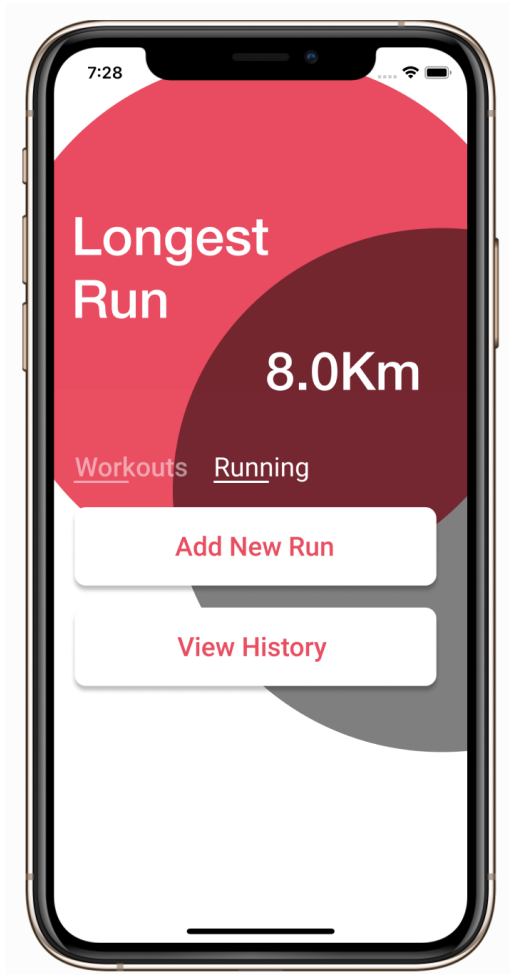 7:28
Longest
Run
8.0Km
Workouts Running
Add New Run
View History